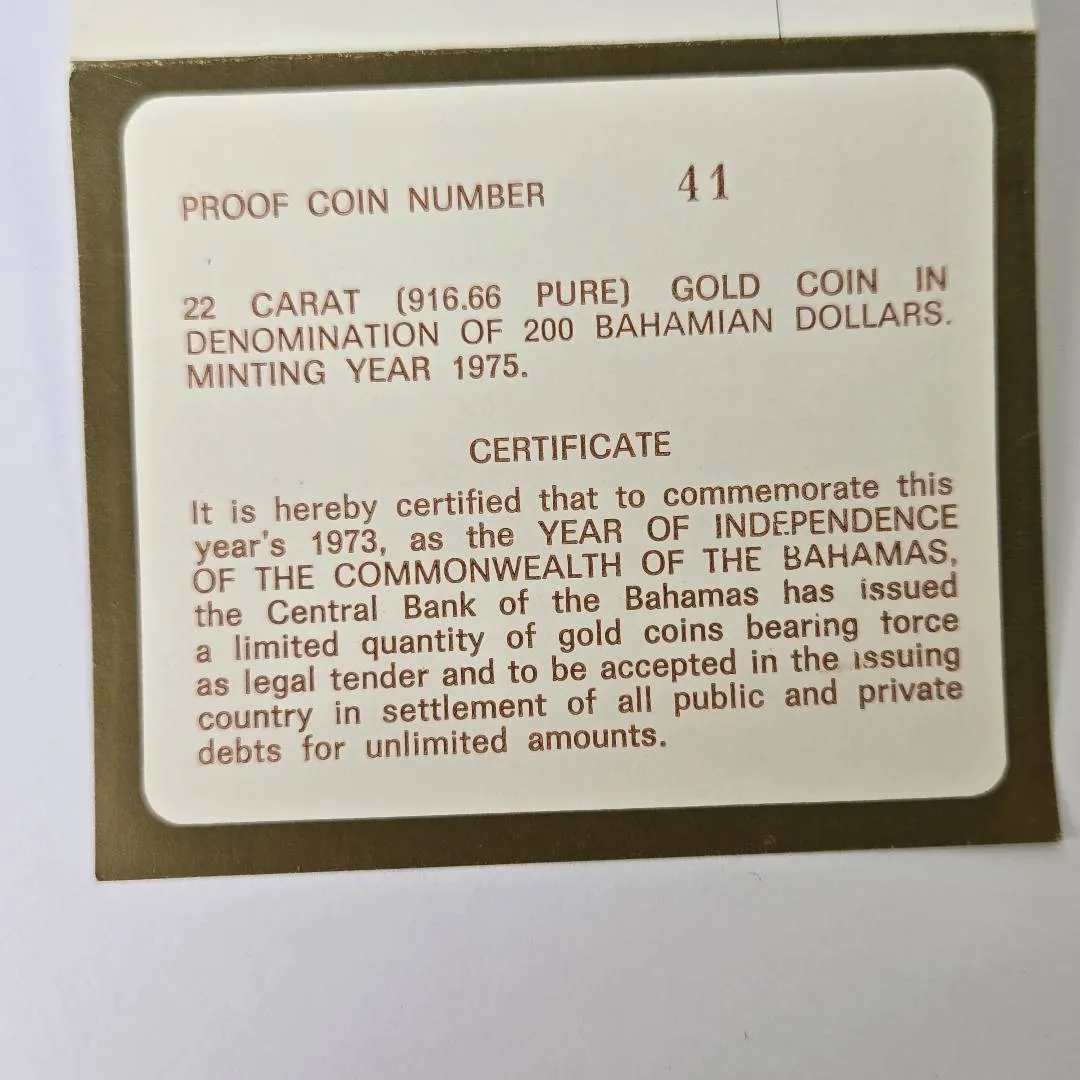 PROOF COIN NUMBER 41
22 CARAT (916.66 PURE) GOLD COIN IN
DENOMINATION OF 200 BAHAMIAN DOLLARS.
MINTING YEAR 1975.
CERTIFICATE
It is hereby certified that to commemorate this
year's 1973, as the YEAR OF INDEPENDENCE
OF THE COMMONWEALTH OF THE BAHAMAS,
the Central Bank of the Bahamas has issued
a limited quantity of gold coins bearing force
as legal tender and to be accepted in the issuing
country in settlement of all public and private
debts for unlimited amounts.